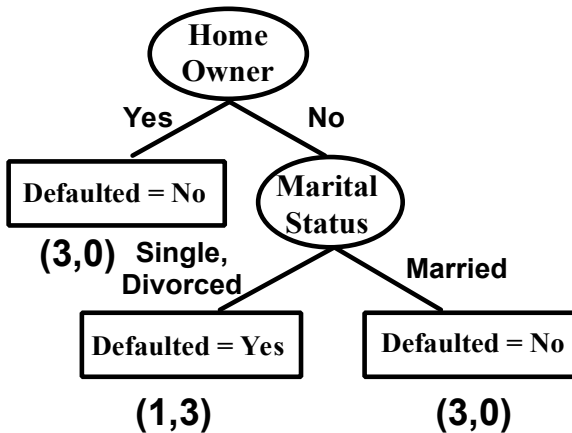 Home
Owner
Yes
No
Defaulted = No
Marital
Status
(3,0)
Single,
Divorced
Married
Defaulted = Yes
Defaulted = No
(1,3)
(3,0)